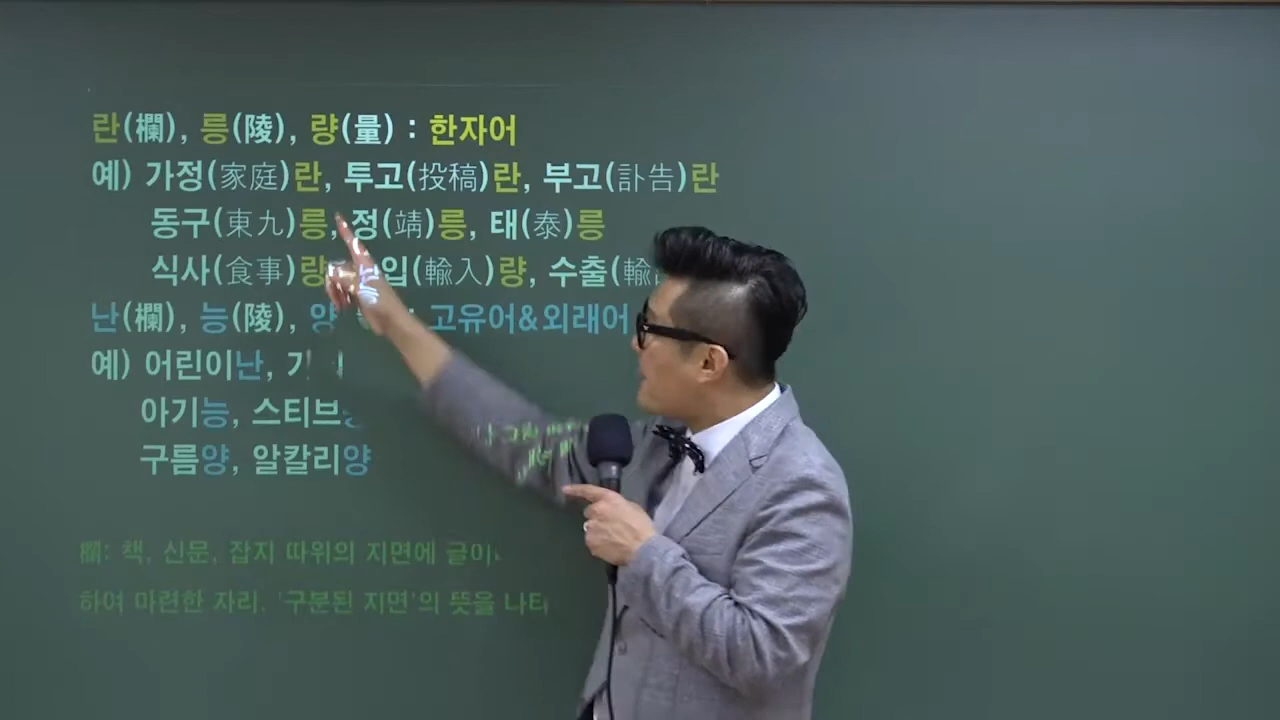 란(欄), 릉(陵), 량(量) : 한자어
예) 가정(家庭)란, 투고(投稿)란, 부고(訃告)란
동구(東九)릉, 정(靖)릉, 태(泰)릉
식사(食事)량 입(輸入)량, 수출(輸
난(欄), 능(陵), 양 : 고유어&외래어
예) 어린이난,
아기능, 스티브
구름양, 알칼리양
欄: 책, 신문, 잡지 따위의 지면에 글이
하여 마련한 자리. '구분된 지면'의 뜻을